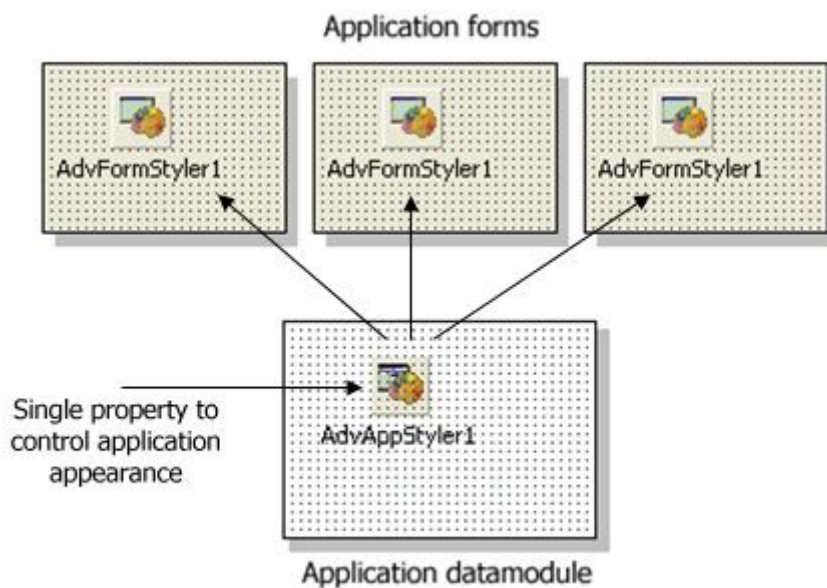 Application forms
AdvFormStyler1
AdvFormStyler1
AdvFormStyler1
Single property to
control application
appearance
AdvAppStyler1
Application datamodule